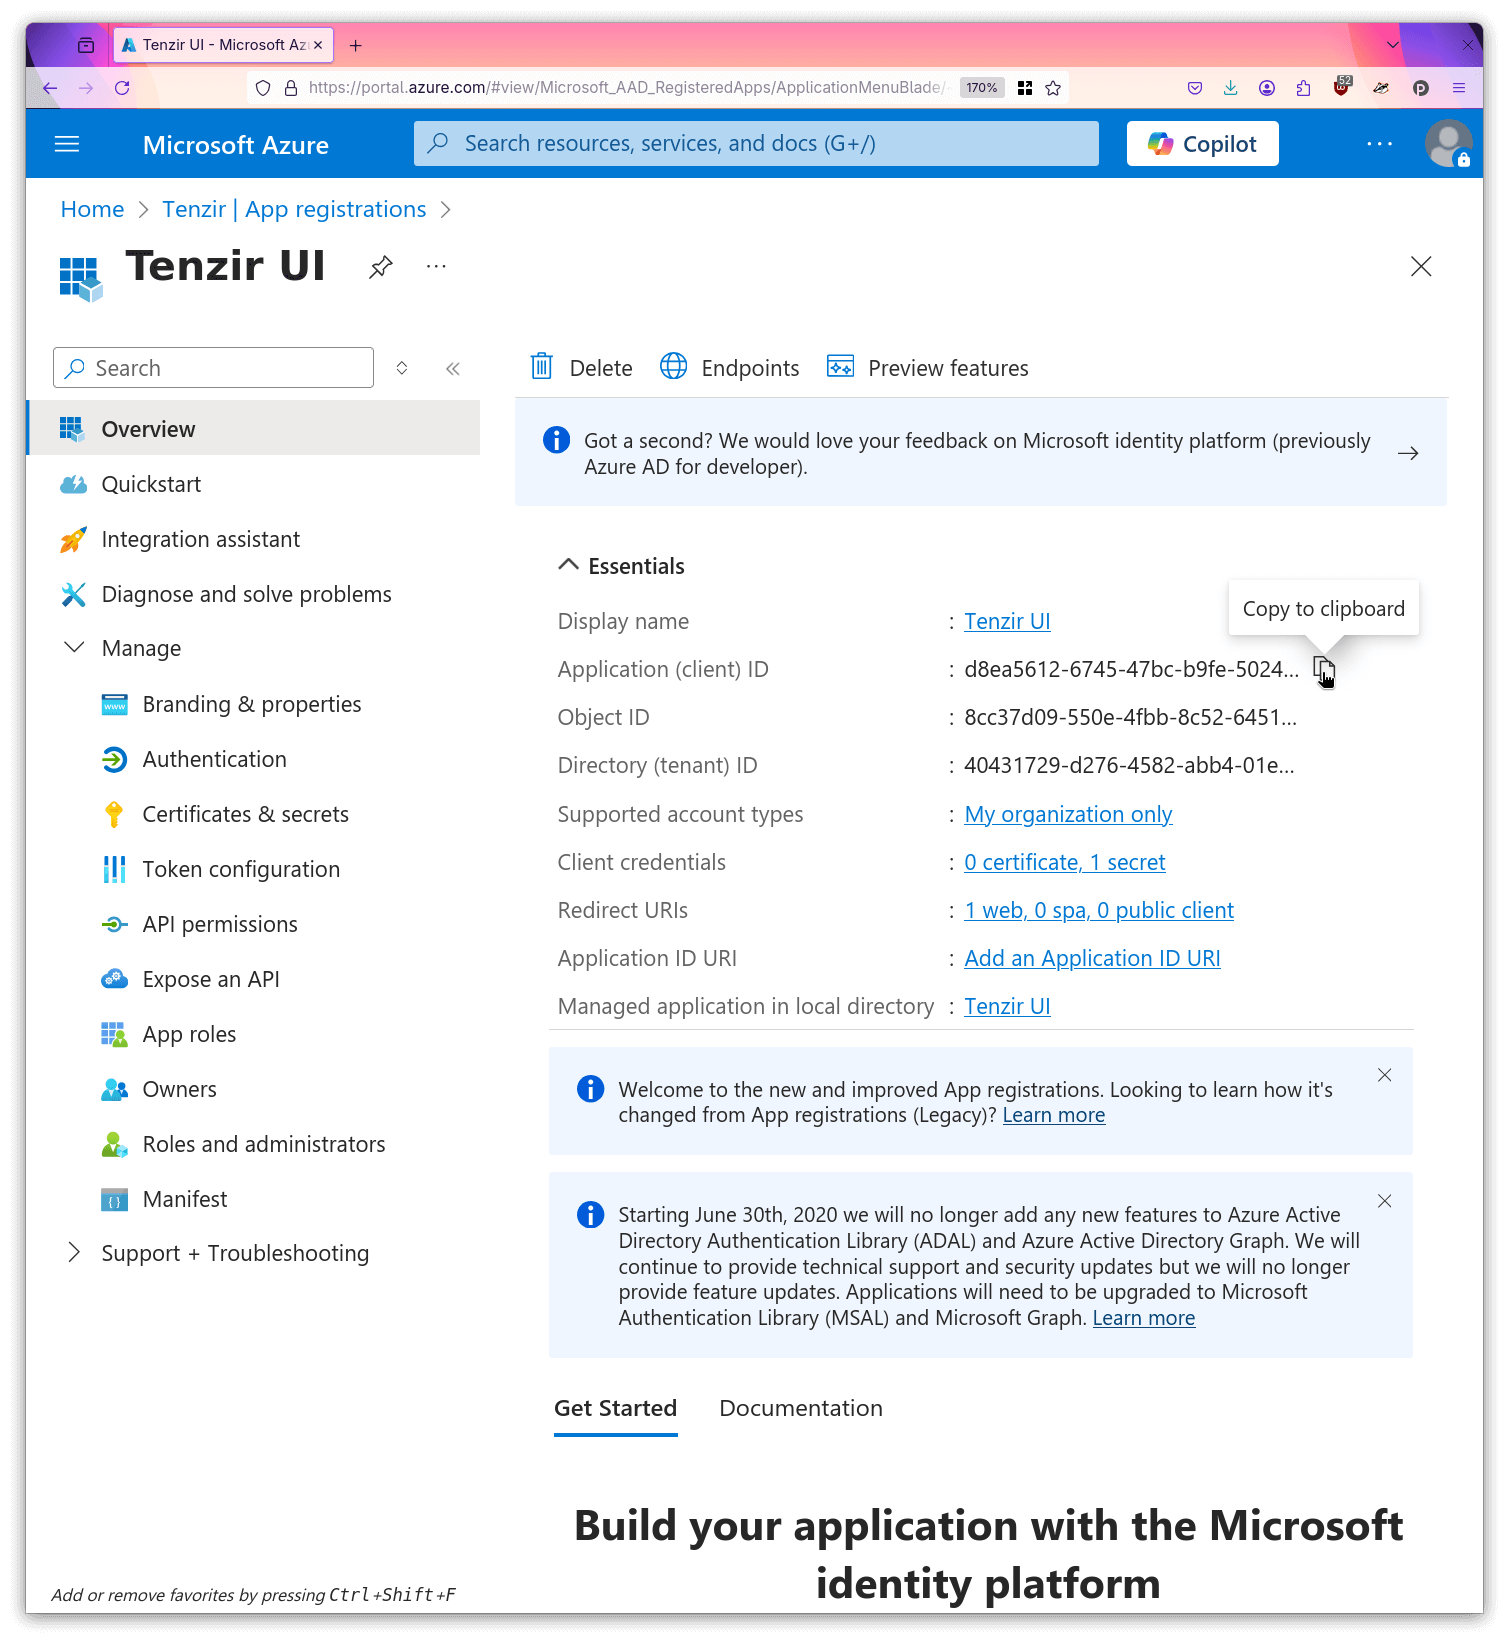 Tenzir UI - Microsoft Az
https://portal.azure.com/#view/Microsoft_AAD_RegisteredApps/ApplicationMenuBlade/
170%
52
P
Microsoft Azure
Search resources, services, and docs (G+/)
Copilot
Home > Tenzir | App registrations >
Tenzir UI
Search
Delete
Endpoints
Preview features
Overview
Quickstart
Integration assistant
Diagnose and solve problems
Manage
Branding & properties
Authentication
Certificates & secrets
Token configuration
API permissions
Expose an API
App roles
Owners
Roles and administrators
Manifest
Support + Troubleshooting
Add or remove favorites by pressing Ctrl+Shift+F
Got a second? We would love your feedback on Microsoft identity platform (previously
Azure AD for developer).
Essentials
Copy to clipboard
Display name : Tenzir UI
Application (client) ID : d8ea5612-6745-47bc-b9fe-5024...
Object ID : 8cc37d09-550e-4fbb-8c52-6451...
Directory (tenant) ID : 40431729-d276-4582-abb4-01e...
Supported account types : My organization only
Client credentials : 0 certificate, 1 secret
Redirect URIs : 1 web, 0 spa, 0 public client
Application ID URI : Add an Application ID URI
Managed application in local directory : Tenzir UI
Welcome to the new and improved App registrations. Looking to learn how it's
changed from App registrations (Legacy)? Learn more
Starting June 30th, 2020 we will no longer add any new features to Azure Active
Directory Authentication Library (ADAL) and Azure Active Directory Graph. We will
continue to provide technical support and security updates but we will no longer
provide feature updates. Applications will need to be upgraded to Microsoft
Authentication Library (MSAL) and Microsoft Graph. Learn more
Get Started
Documentation
Build your application with the Microsoft
identity platform